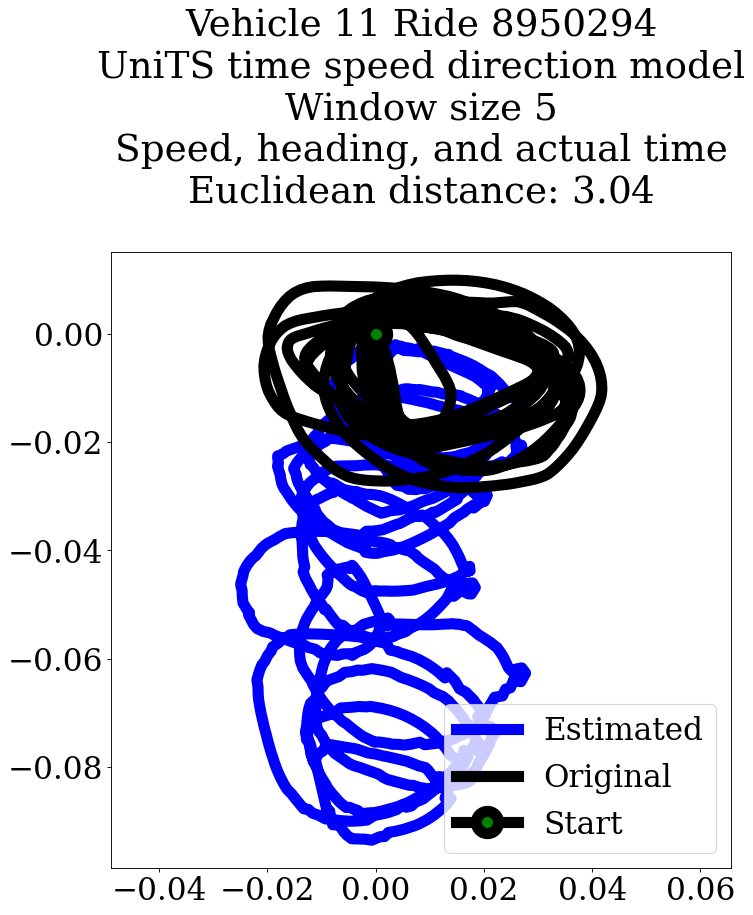 Vehicle 11 Ride 8950294
UniTS time speed direction model
Window size 5
Speed, heading, and actual time
Euclidean distance: 3.04
0.00
−0.02
−0.04
−0.06
−0.08
Estimated
Original
Start
−0.04 −0.02 0.00 0.02 0.04 0.06